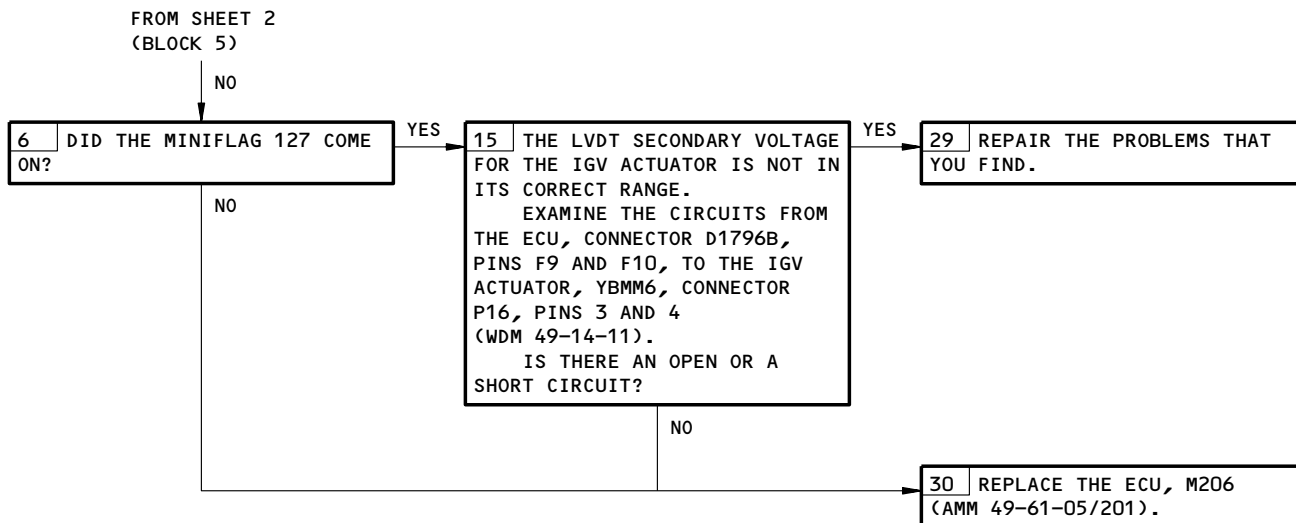 FROM SHEET 2
(BLOCK 5)
NO
6 DID THE MINIFLAG 127 COME
ON?
YES
NO
15 THE LVDT SECONDARY VOLTAGE
FOR THE IGV ACTUATOR IS NOT IN
ITS CORRECT RANGE.
EXAMINE THE CIRCUITS FROM
THE ECU, CONNECTOR D1796B,
PINS F9 AND F10, TO THE IGV
ACTUATOR, YBMM6, CONNECTOR
P16, PINS 3 AND 4
(WDM 49-14-11).
IS THERE AN OPEN OR A
SHORT CIRCUIT?
YES
NO
29 REPAIR THE PROBLEMS THAT
YOU FIND.
30 REPLACE THE ECU, M206
(AMM 49-61-05/201).